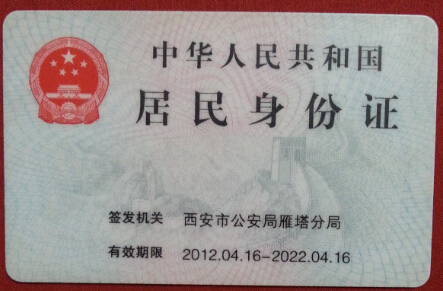 中华人民共和国
居民身份证
签发机关 西安市公安局雁塔分局
有效期限 2012.04.16-2022.04.16